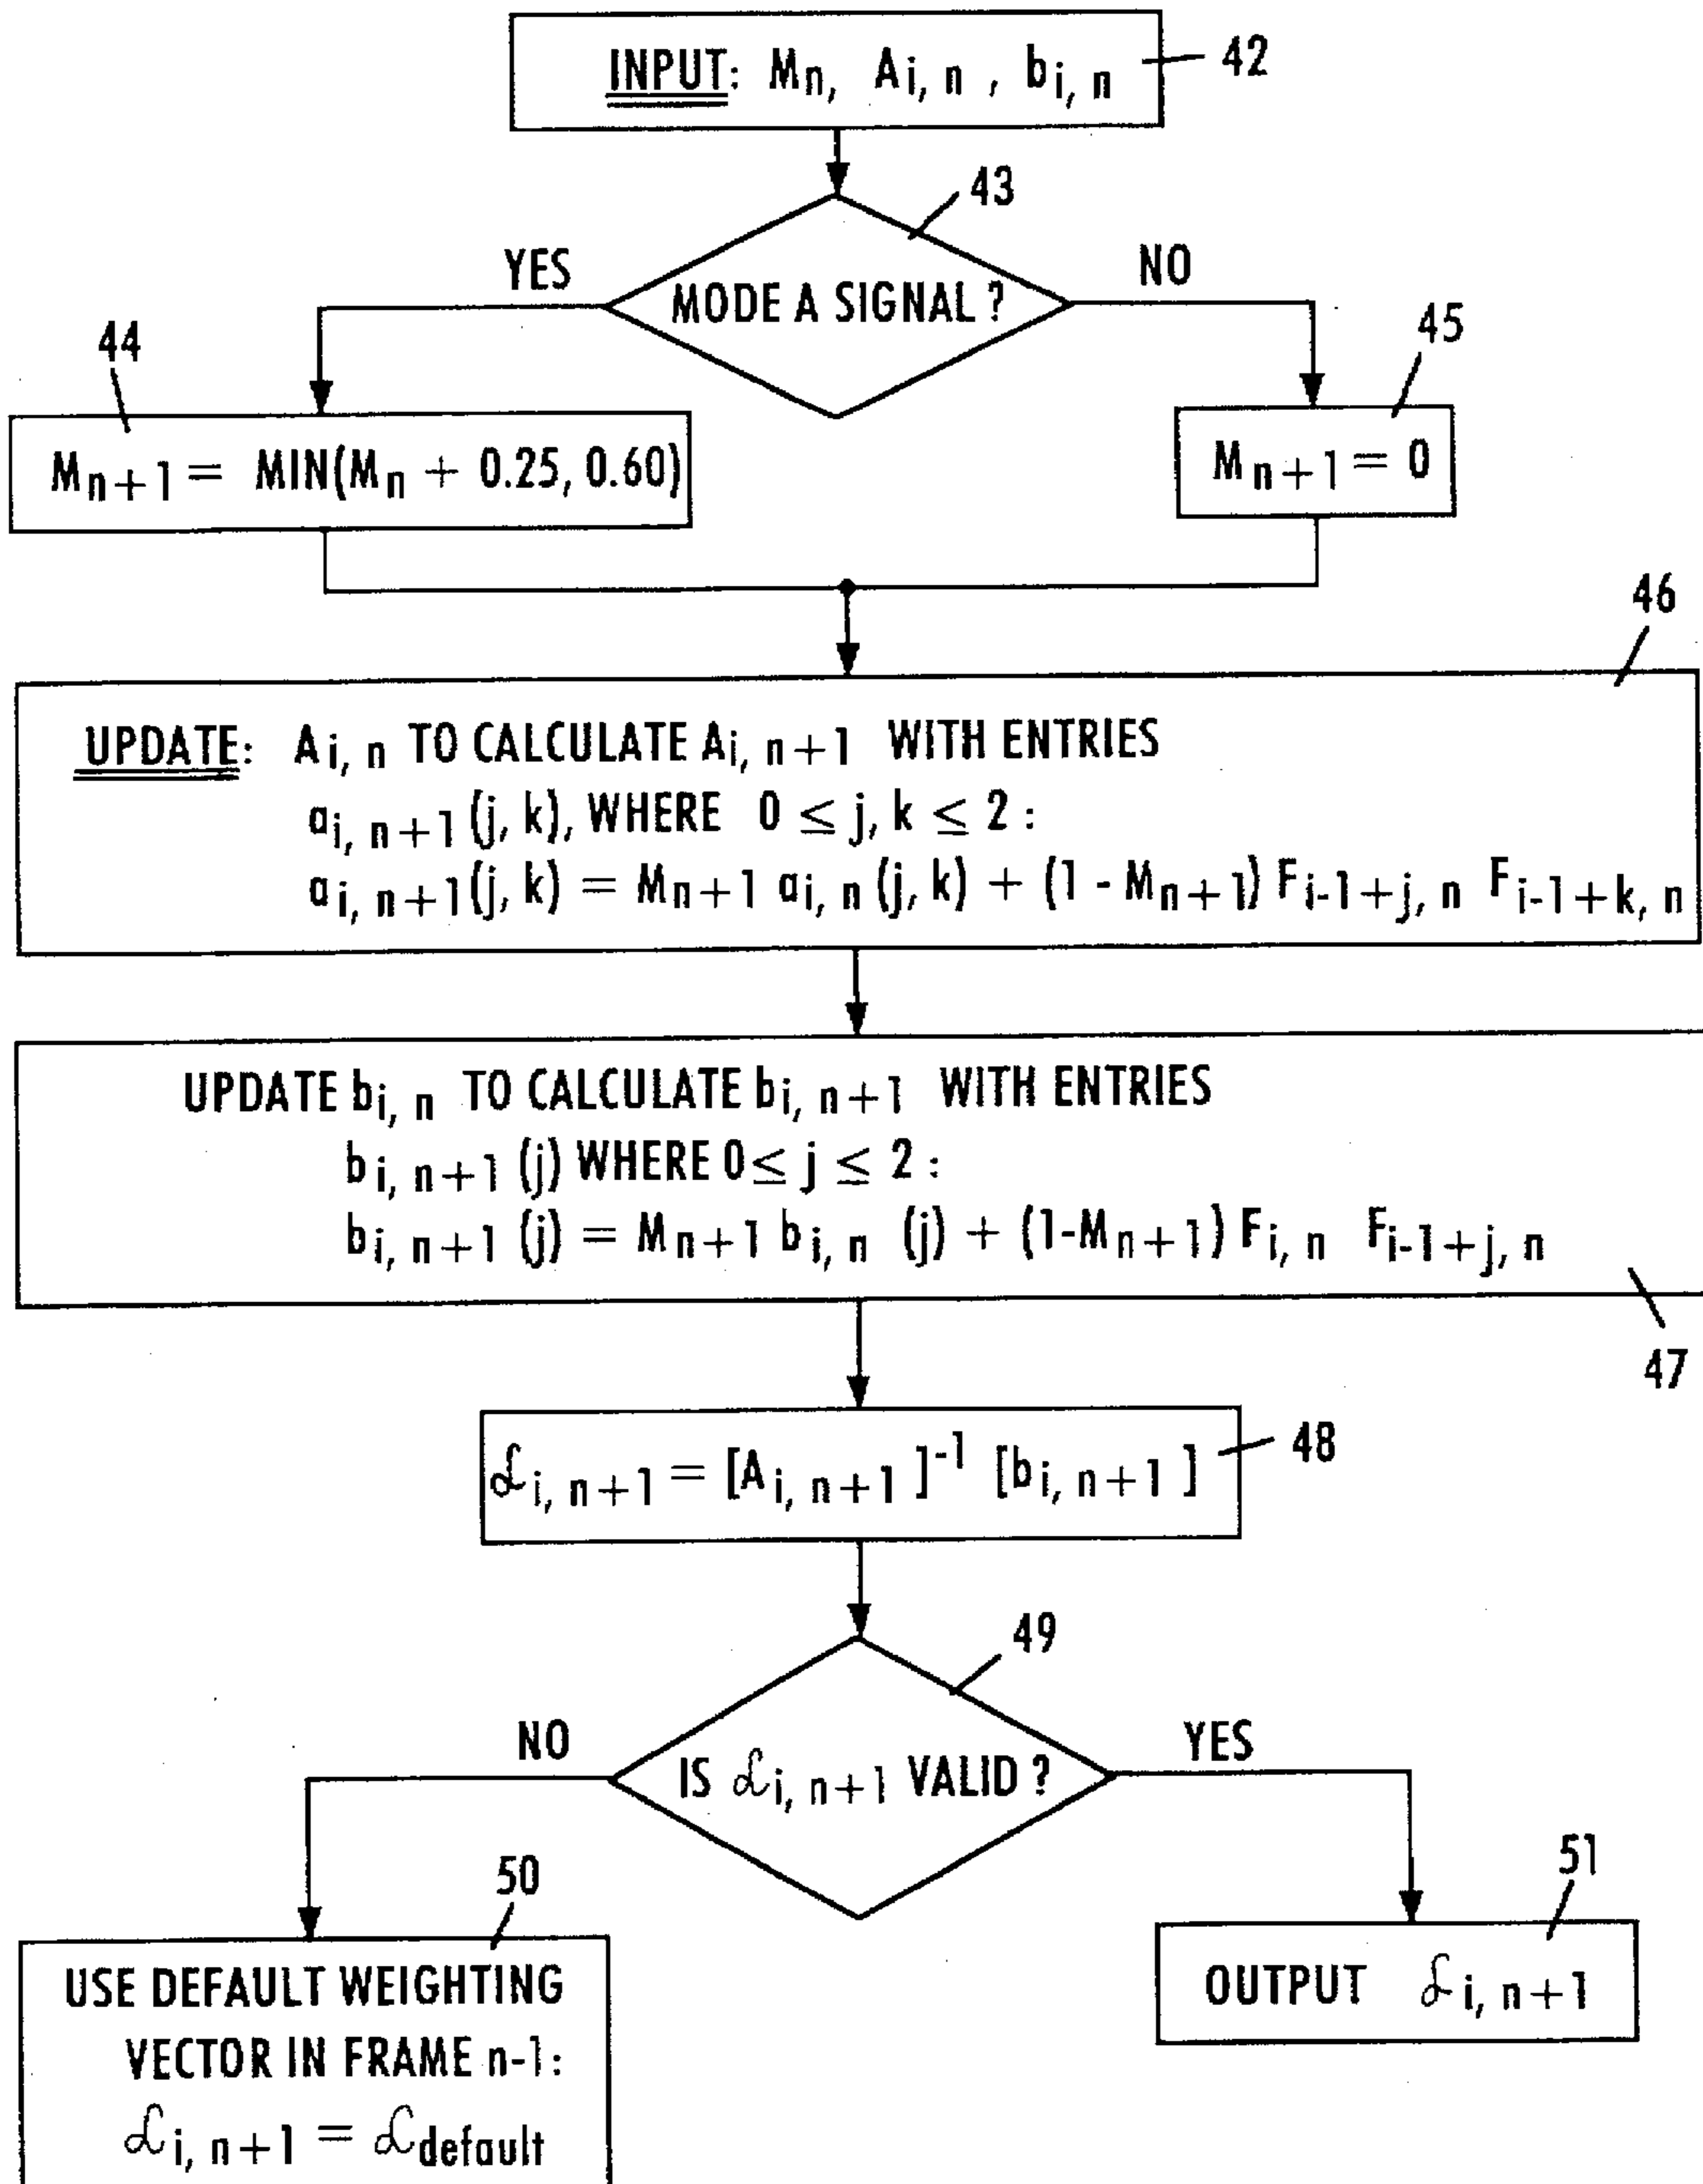 INPUT: Mn, Ai, n , bi, n
42
43
YES
MODE A SIGNAL ?
NO
44
45
Mn+1 = MIN(Mn + 0.25, 0.60)
Mn+1 = 0
46
UPDATE: Ai, n TO CALCULATE Ai, n+1 WITH ENTRIES
ai, n+1 (j, k), WHERE 0 ≤ j, k ≤ 2 :
ai, n+1(j, k) = Mn+1 ai, n (j, k) + (1 - Mn+1) Fi-1+j, n Fi-1+k, n
UPDATE bi, n TO CALCULATE bi, n+1 WITH ENTRIES
bi, n+1 (j) WHERE 0 ≤ j ≤ 2 :
bi, n+1 (j) = Mn+1 bi, n (j) + (1-Mn+1) Fi, n Fi-1+j, n
47
ℒi, n+1 = [Ai, n+1 ]-1 [bi, n+1 ]
48
49
NO
IS ℒi, n+1 VALID ?
YES
50
51
USE DEFAULT WEIGHTING
VECTOR IN FRAME n-1:
ℒi, n+1 = ℒdefault
OUTPUT ℒi, n+1